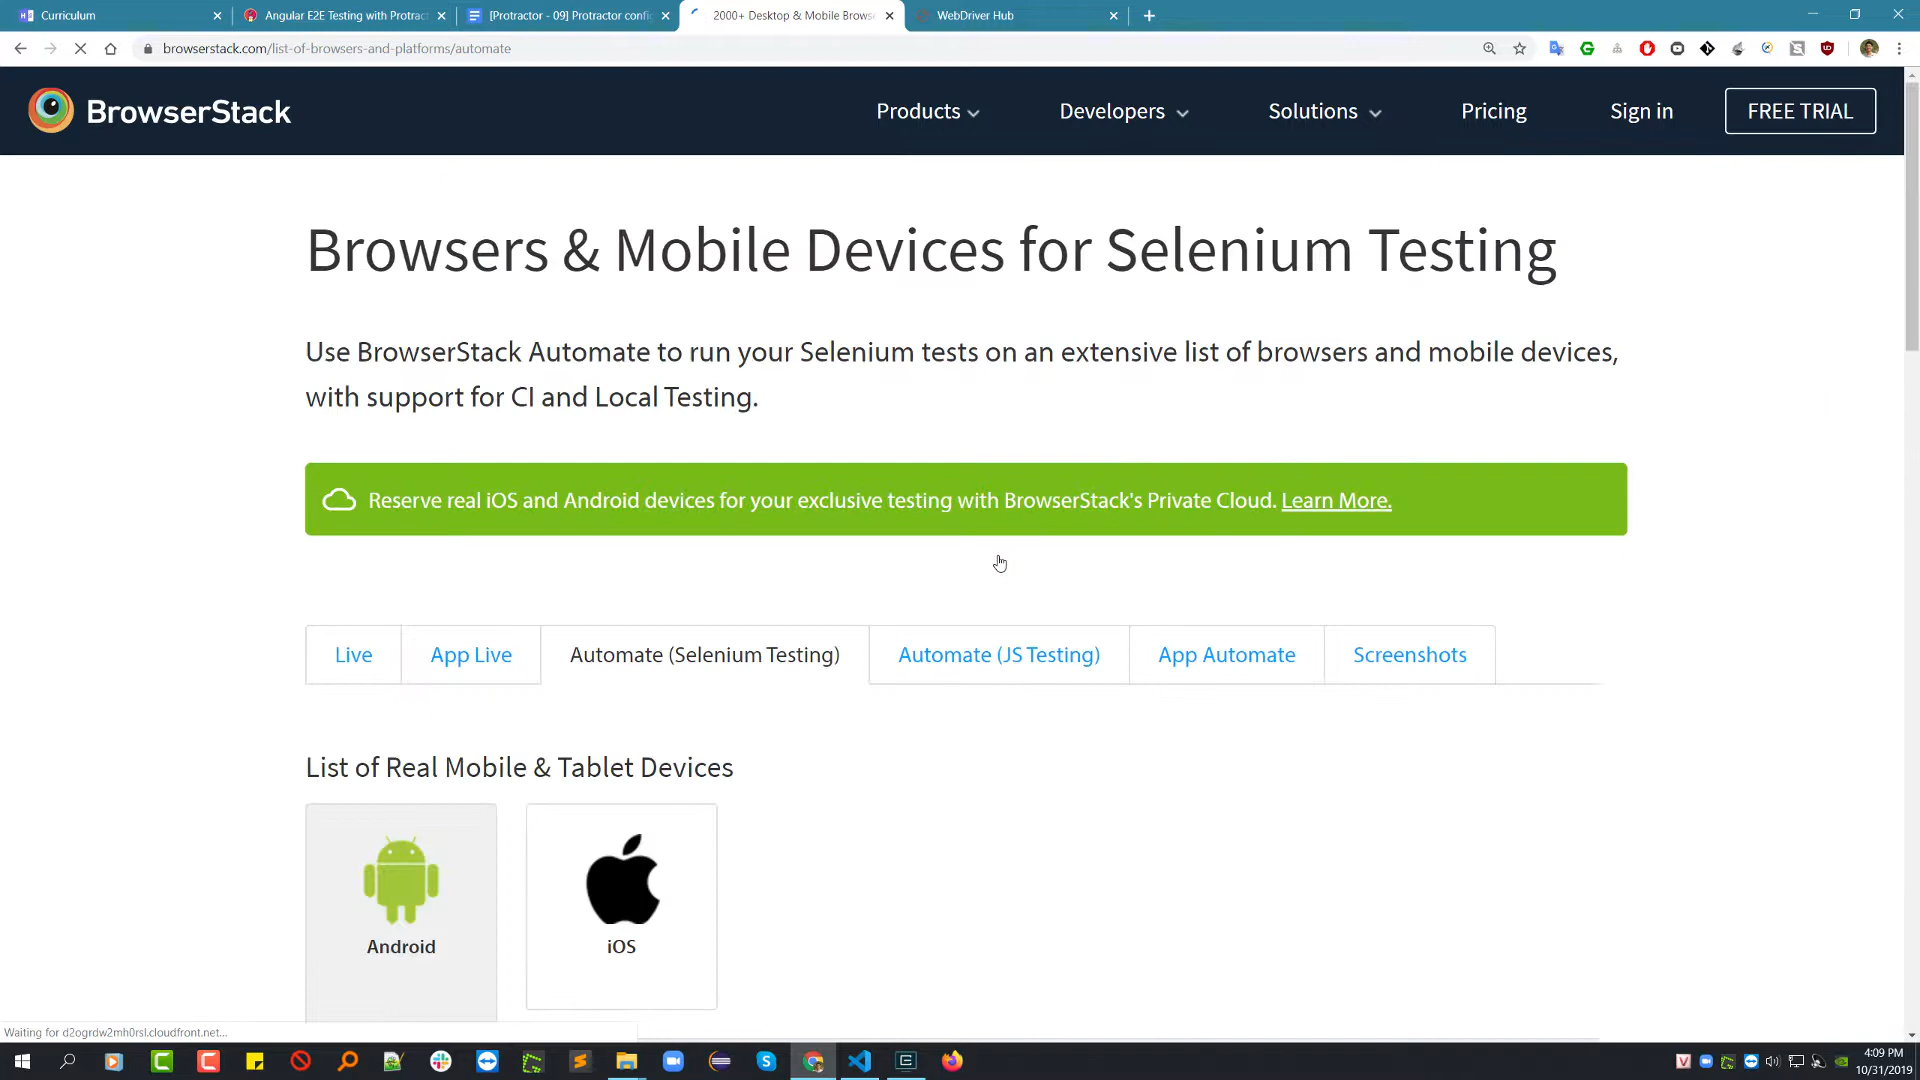 Curriculum
Angular E2E Testing with Protract
[Protractor - 09] Protractor confi
2000+ Desktop & Mobile Brows
WebDriver Hub
browserstack.com/list-of-browsers-and-platforms/automate
BrowserStack
Products
Developers
Solutions
Pricing
Sign in
FREE TRIAL
Browsers & Mobile Devices for Selenium Testing
Use BrowserStack Automate to run your Selenium tests on an extensive list of browsers and mobile devices,
with support for CI and Local Testing.
Reserve real iOS and Android devices for your exclusive testing with BrowserStack's Private Cloud. Learn More.
Live
App Live
Automate (Selenium Testing)
Automate (JS Testing)
App Automate
Screenshots
List of Real Mobile & Tablet Devices
Android
iOS
Waiting for d2ogrdw2mh0rsl.cloudfront.net...
4:09 PM
10/31/2019